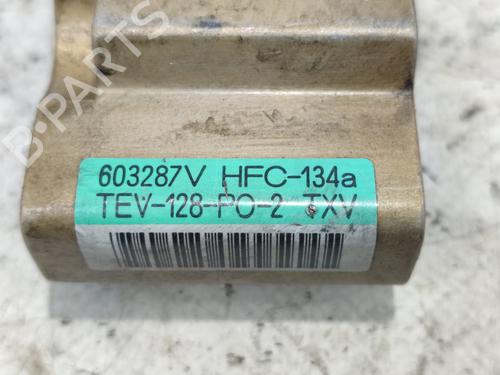 B-PARTS
603287V HFC-134a
TEV-128-PO-2 TXV